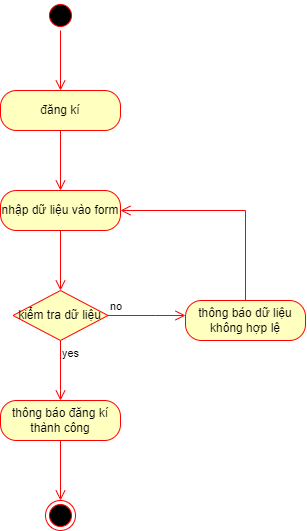 đăng kí
nhập dữ liệu vào form
kiểm tra dữ liệu
no
thông báo dữ liệu
không hợp lệ
yes
thông báo đăng kí
thành công